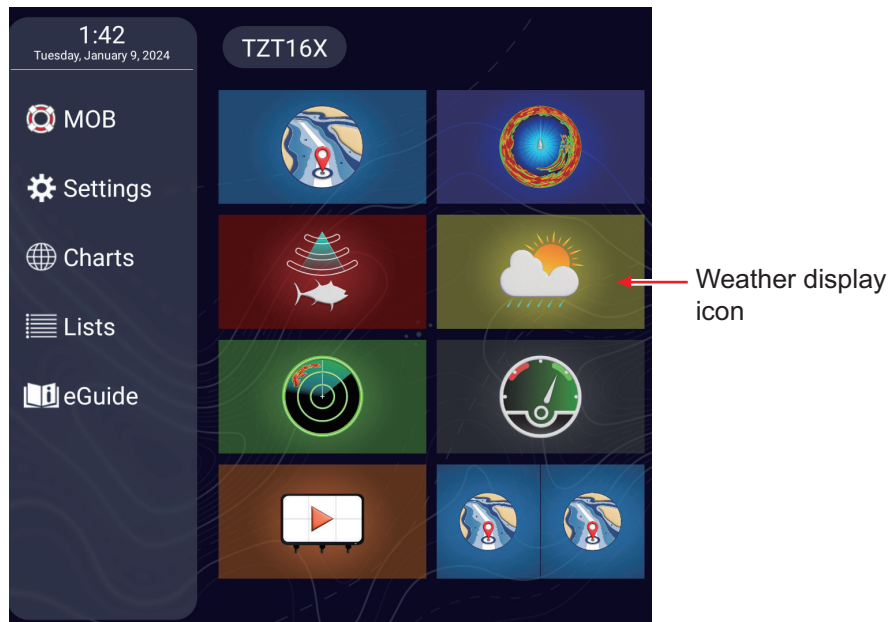 1:42
Tuesday, January 9, 2024
TZT16X
MOB
Settings
Charts
Lists
eGuide
Weather display
icon